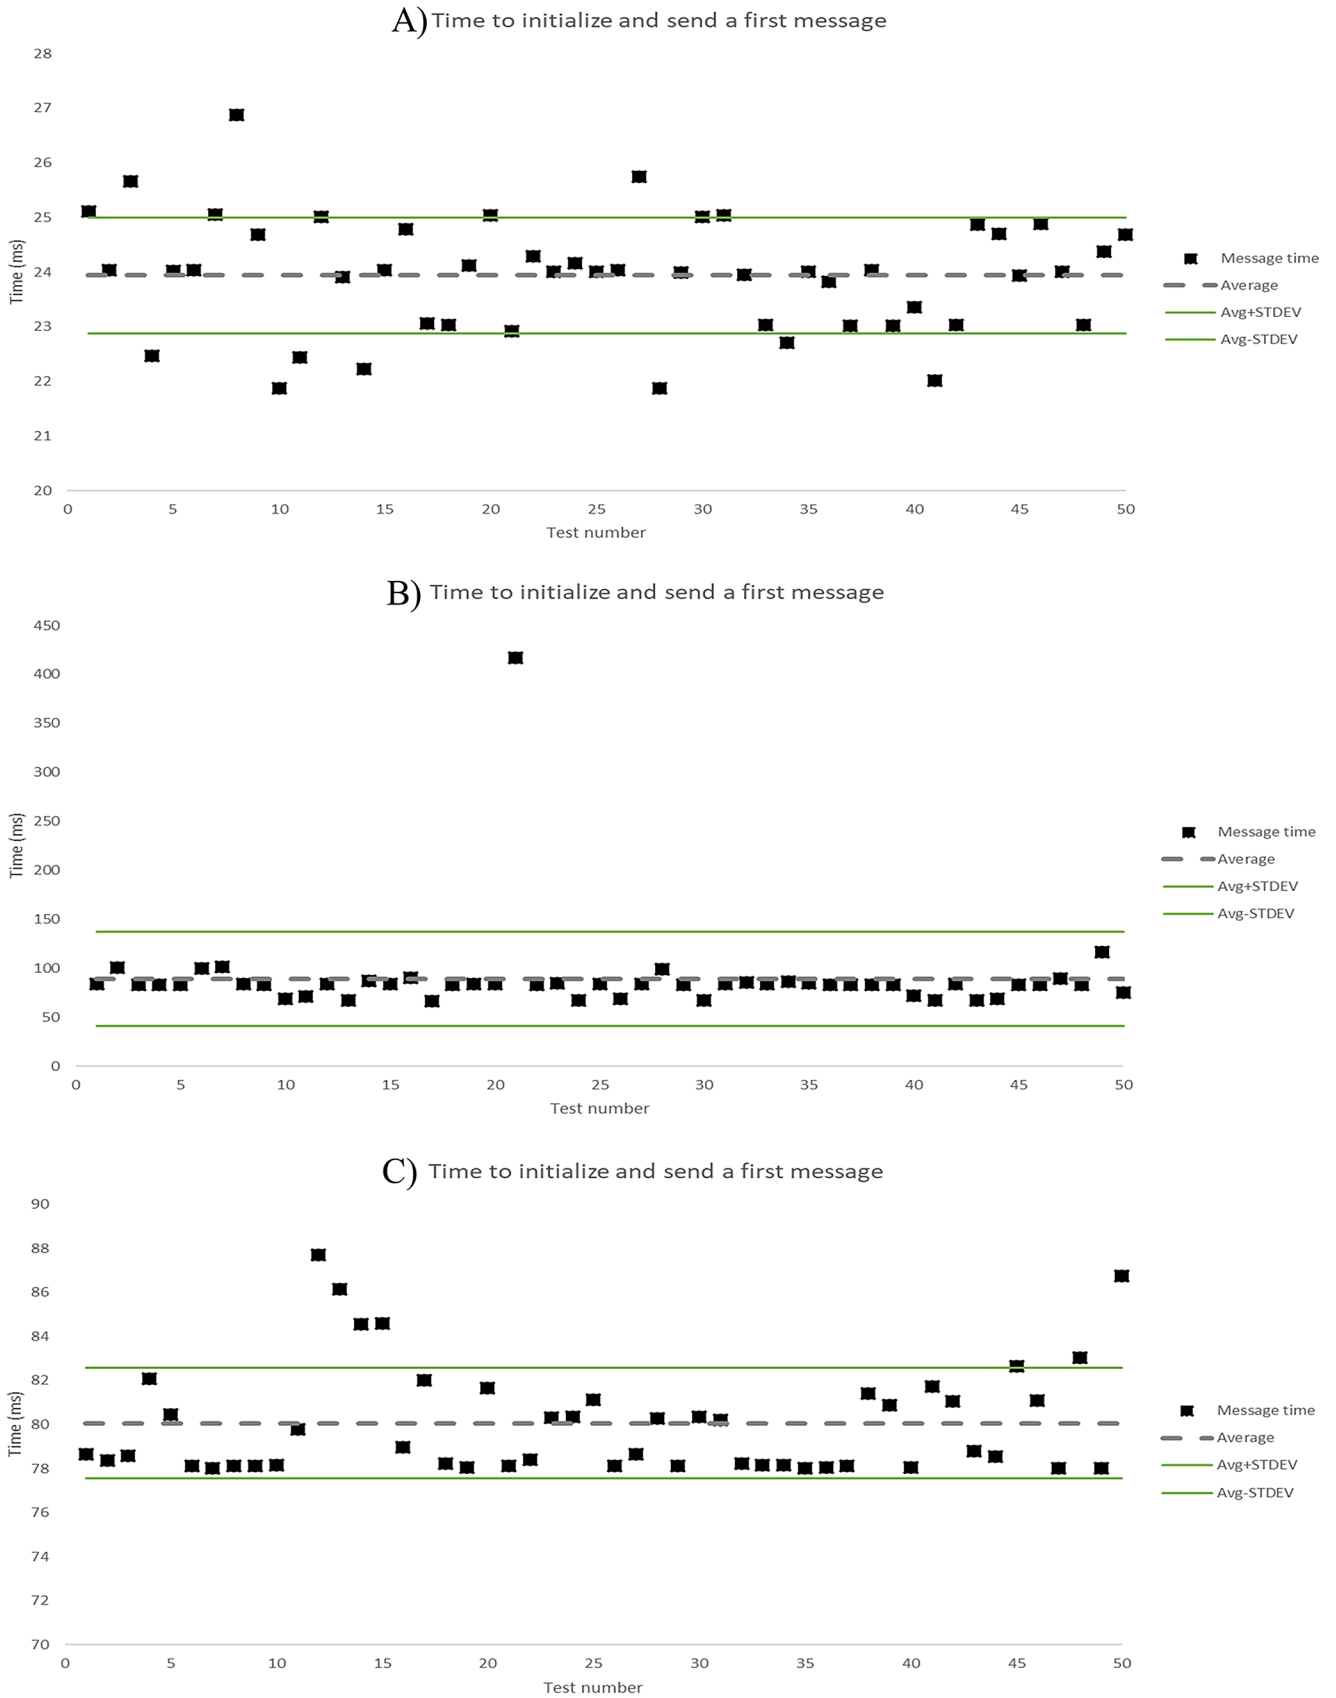 A) Time to initialize and send a first message
28
27
26
25
24
23
22
21
20
Time (ms)
0 5 10 15 20 25 30 35 40 45 50
Test number
Message time
Average
Avg+STDEV
Avg-STDEV
B) Time to initialize and send a first message
450
400
350
300
250
200
150
100
50
0
Time (ms)
0 5 10 15 20 25 30 35 40 45 50
Test number
Message time
Average
Avg+STDEV
Avg-STDEV
C) Time to initialize and send a first message
90
88
86
84
82
80
78
76
74
72
70
Time (ms)
0 5 10 15 20 25 30 35 40 45 50
Test number
Message time
Average
Avg+STDEV
Avg-STDEV